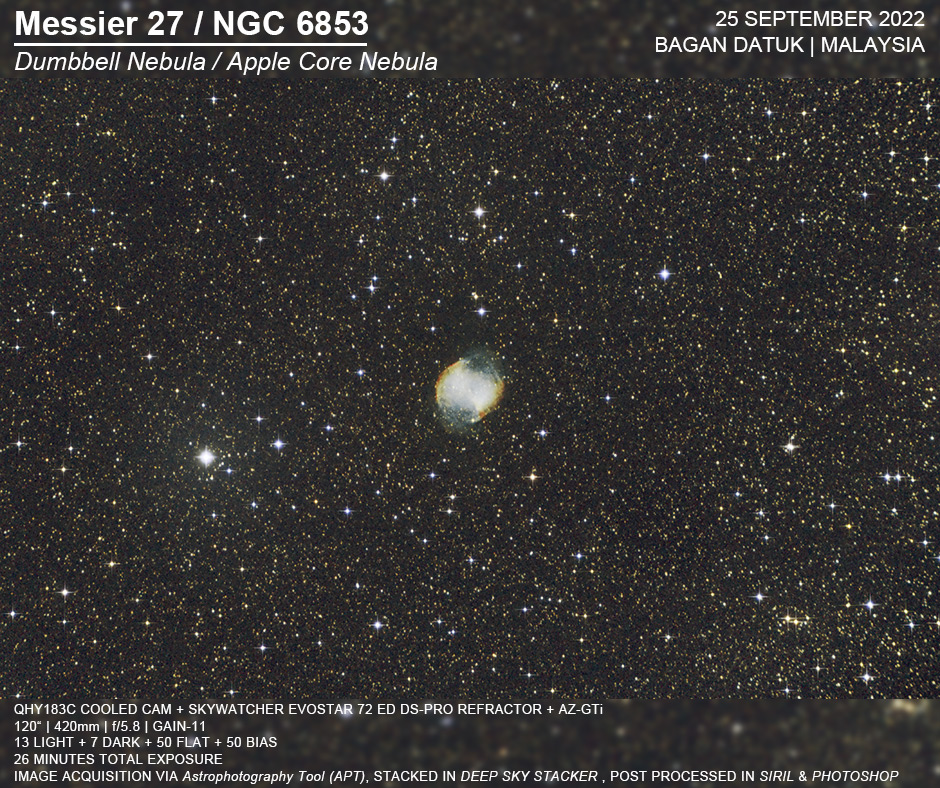 Messier 27 / NGC 6853
Dumbbell Nebula / Apple Core Nebula
25 SEPTEMBER 2022
BAGAN DATUK | MALAYSIA
QHY183C COOLED CAM + SKYWATCHER EVOSTAR 72 ED DS-PRO REFRACTOR + AZ-GTi
120" | 420mm | f/5.8 | GAIN-11
13 LIGHT + 7 DARK + 50 FLAT + 50 BIAS
26 MINUTES TOTAL EXPOSURE
IMAGE ACQUISITION VIA Astrophotography Tool (APT), STACKED IN DEEP SKY STACKER , POST PROCESSED IN SIRIL & PHOTOSHOP